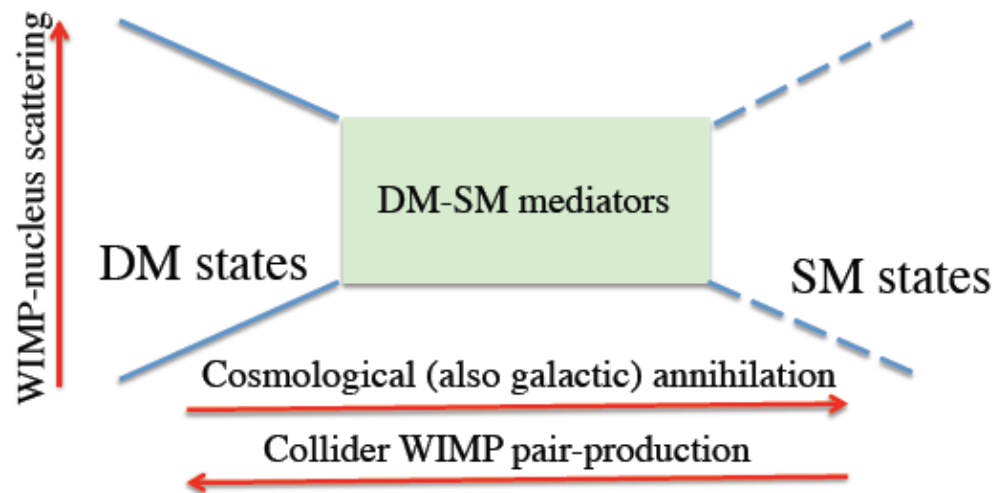 WIMP-nucleus scattering
DM-SM mediators
DM states
SM states
Cosmological (also galactic) annihilation
Collider WIMP pair-production